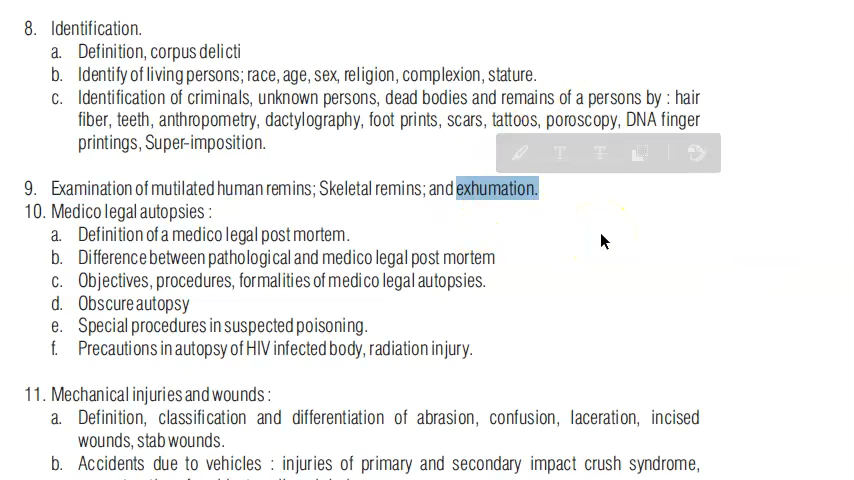 8. Identification.
a. Definition, corpus delicti
b. Identify of living persons; race, age, sex, religion, complexion, stature.
c. Identification of criminals, unknown persons, dead bodies and remains of a persons by : hair
fiber, teeth, anthropometry, dactylography, foot prints, scars, tattoos, poroscopy, DNA finger
printings, Super-imposition.
9. Examination of mutilated human remins; Skeletal remins; and exhumation.
10. Medico legal autopsies :
a. Definition of a medico legal post mortem.
b. Difference between pathological and medico legal post mortem
c. Objectives, procedures, formalities of medico legal autopsies.
d. Obscure autopsy
e. Special procedures in suspected poisoning.
f. Precautions in autopsy of HIV infected body, radiation injury.
11. Mechanical injuries and wounds :
a. Definition, classification and differentiation of abrasion, confusion, laceration, incised
wounds, stab wounds.
b. Accidents due to vehicles : injuries of primary and secondary impact crush syndrome,